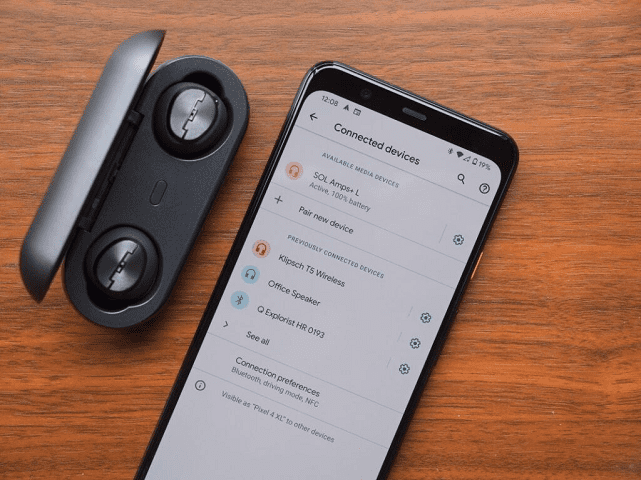 12:08
19%
Connected devices
AVAILABLE MEDIA DEVICES
SOL Amps+ L
Active, 100% battery
Pair new device
PREVIOUSLY CONNECTED DEVICES
Klipsch T5 Wireless
Office Speaker
Q Explorist HR 0193
See all
Connection preferences
Bluetooth, driving mode, NFC
Visible as "Pixel 4 XL" to other devices